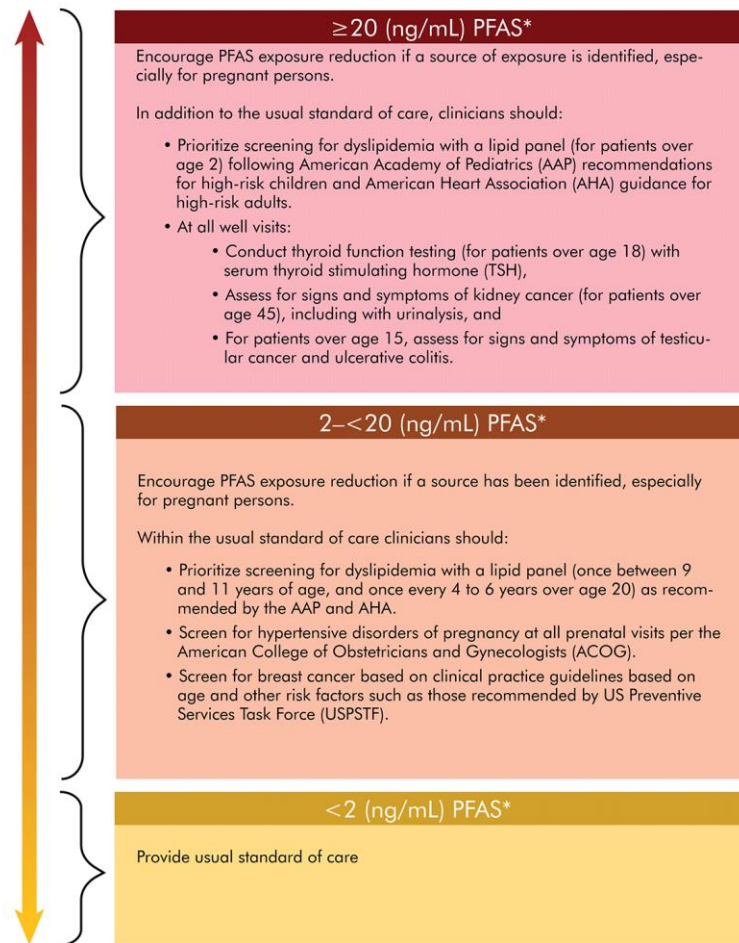 ≥20 (ng/mL) PFAS*
Encourage PFAS exposure reduction if a source of exposure is identified, espe-
cially for pregnant persons.
In addition to the usual standard of care, clinicians should:
• Prioritize screening for dyslipidemia with a lipid panel (for patients over
age 2) following American Academy of Pediatrics (AAP) recommendations
for high-risk children and American Heart Association (AHA) guidance for
high-risk adults.
• At all well visits:
• Conduct thyroid function testing (for patients over age 18) with
serum thyroid stimulating hormone (TSH),
• Assess for signs and symptoms of kidney cancer (for patients over
age 45), including with urinalysis, and
• For patients over age 15, assess for signs and symptoms of testicu-
lar cancer and ulcerative colitis.
2–<20 (ng/mL) PFAS*
Encourage PFAS exposure reduction if a source has been identified, especially
for pregnant persons.
Within the usual standard of care clinicians should:
• Prioritize screening for dyslipidemia with a lipid panel (once between 9
and 11 years of age, and once every 4 to 6 years over age 20) as recom-
mended by the AAP and AHA.
• Screen for hypertensive disorders of pregnancy at all prenatal visits per the
American College of Obstetricians and Gynecologists (ACOG).
• Screen for breast cancer based on clinical practice guidelines based on
age and other risk factors such as those recommended by US Preventive
Services Task Force (USPSTF).
<2 (ng/mL) PFAS*
Provide usual standard of care